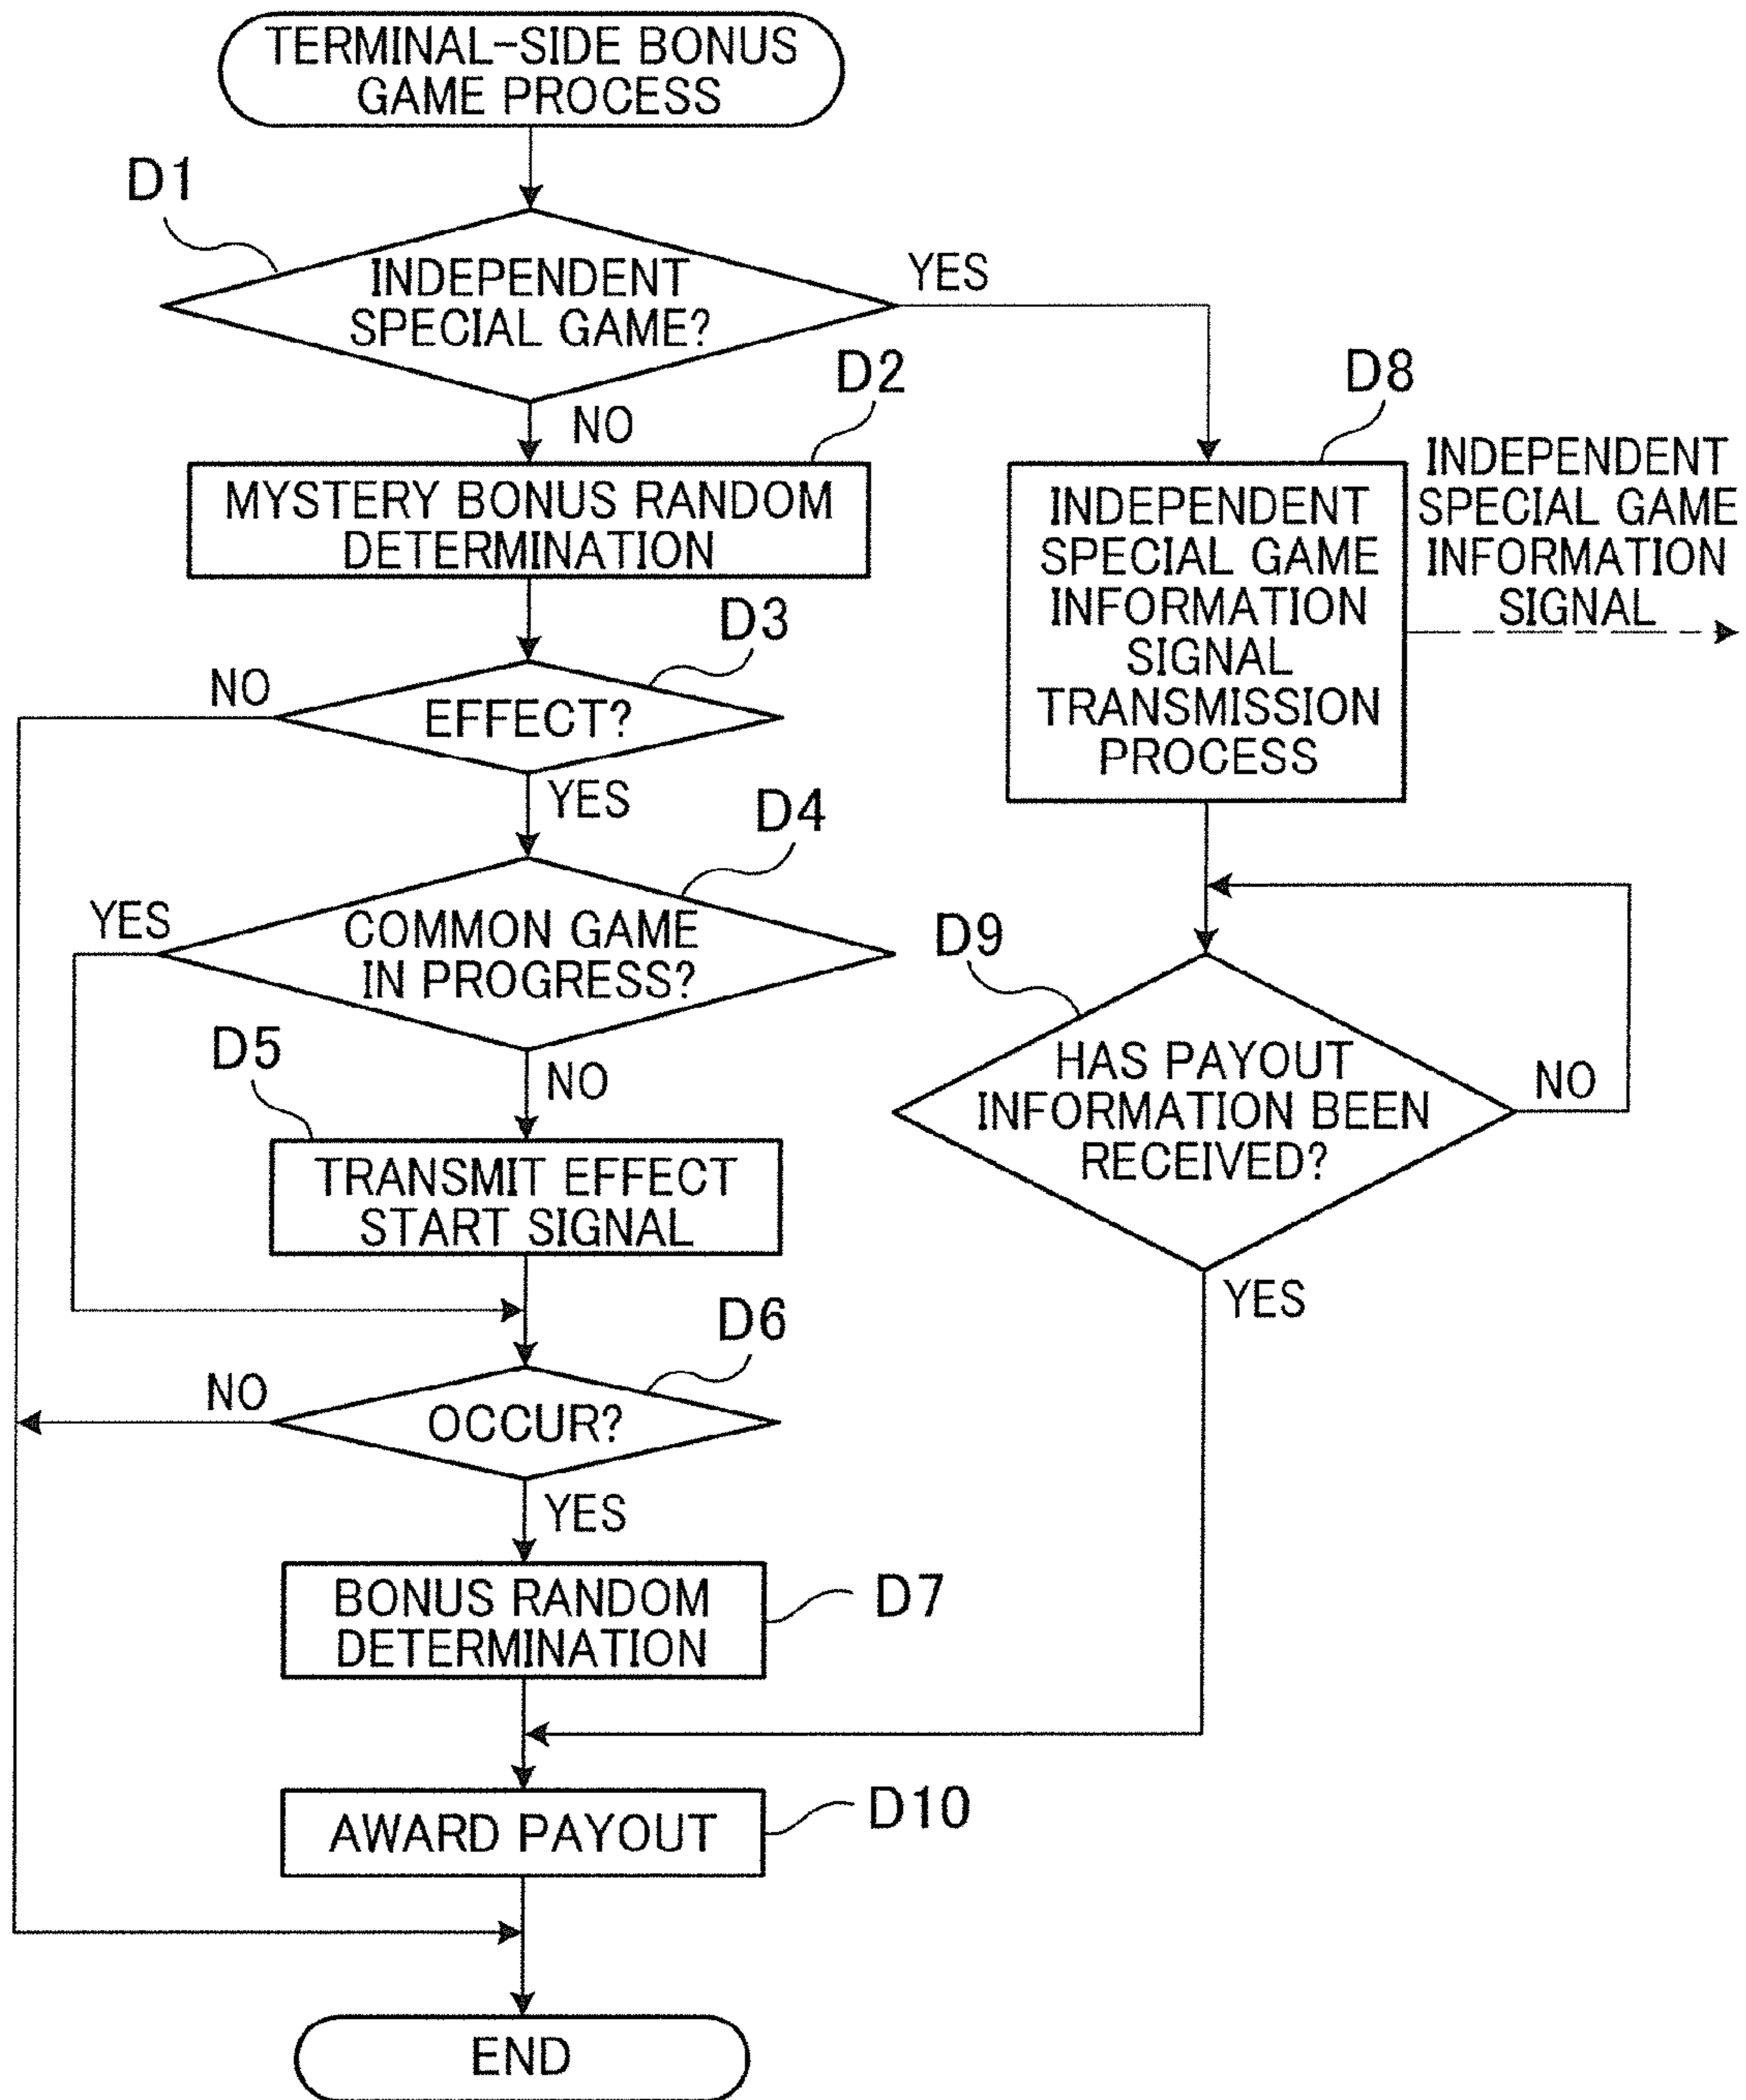 TERMINAL-SIDE BONUS
GAME PROCESS
D1
INDEPENDENT
SPECIAL GAME?
YES
NO
D2
MYSTERY BONUS RANDOM
DETERMINATION
D8
INDEPENDENT
SPECIAL GAME
INFORMATION
SIGNAL
TRANSMISSION
PROCESS
INDEPENDENT
SPECIAL GAME
INFORMATION
SIGNAL
D3
NO
EFFECT?
YES
D4
YES
COMMON GAME
IN PROGRESS?
NO
D9
HAS PAYOUT
INFORMATION BEEN
RECEIVED?
NO
YES
D5
TRANSMIT EFFECT
START SIGNAL
D6
NO
OCCUR?
YES
BONUS RANDOM
DETERMINATION
D7
AWARD PAYOUT
D10
END